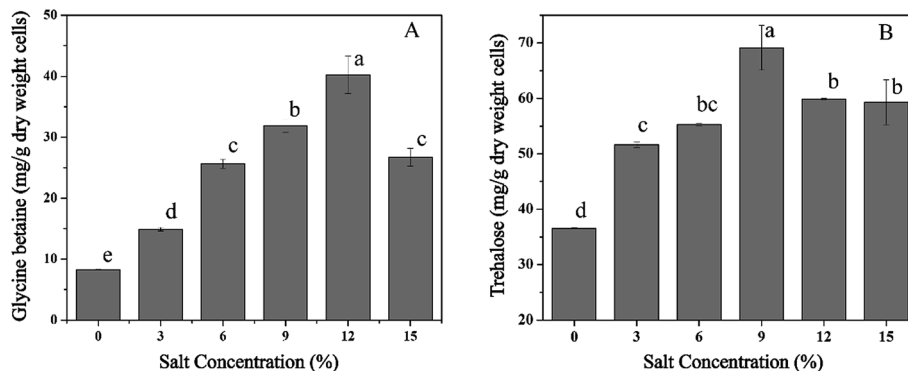 A
Glycine betaine (mg/g dry weight cells)
50
40
30
20
10
0
e
d
c
b
a
c
0 3 6 9 12 15
Salt Concentration (%)
B
Trehalose (mg/g dry weight cells)
70
60
50
40
30
20
d
c
bc
a
b
b
0 3 6 9 12 15
Salt Concentration (%)